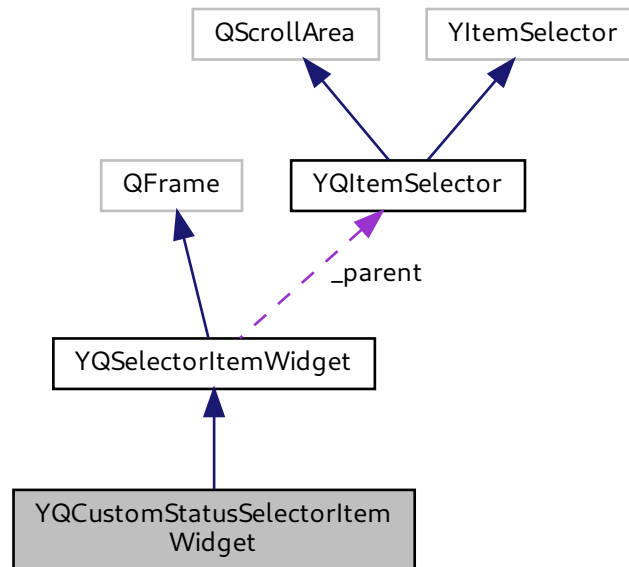 QScrollArea
YItemSelector
QFrame
YQItemSelector
_parent
YQSelectorItemWidget
YQCustomStatusSelectorItem
Widget